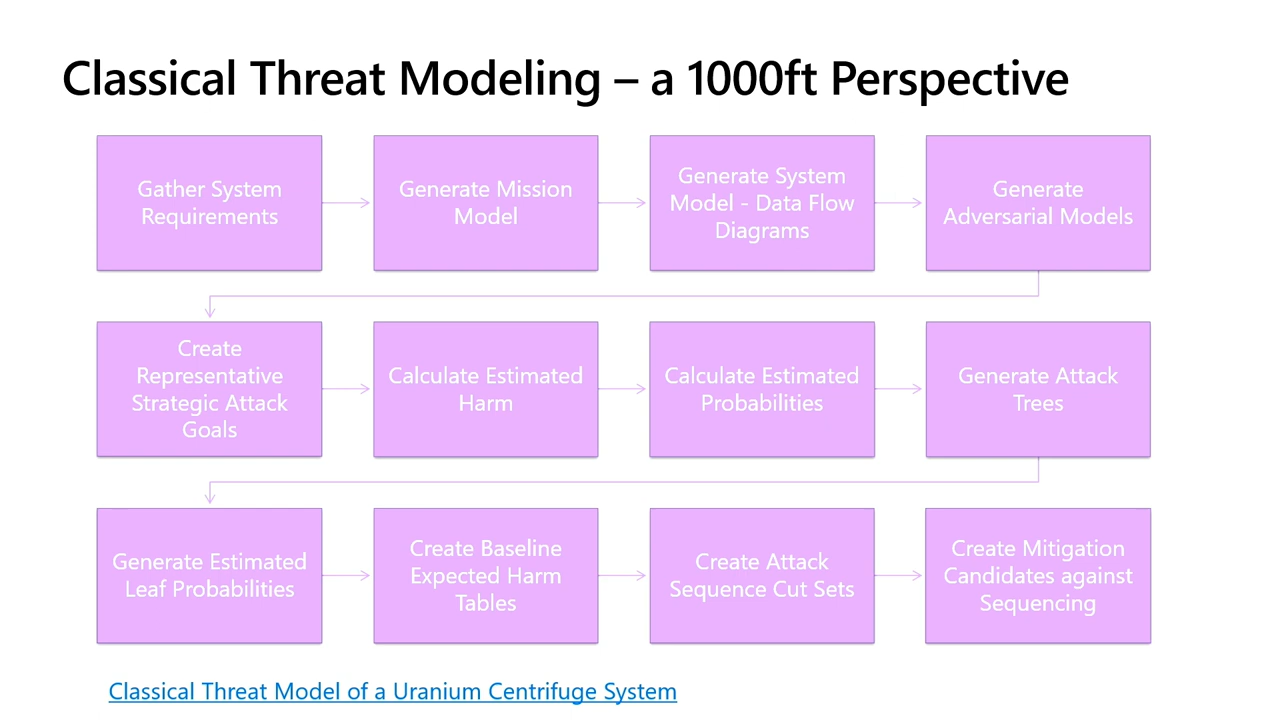 Classical Threat Modeling – a 1000ft Perspective
Gather System
Requirements
Generate Mission
Model
Generate System
Model - Data Flow
Diagrams
Generate
Adversarial Models
Create
Representative
Strategic Attack
Goals
Calculate Estimated
Harm
Calculate Estimated
Probabilities
Generate Attack
Trees
Generate Estimated
Leaf Probabilities
Create Baseline
Expected Harm
Tables
Create Attack
Sequence Cut Sets
Create Mitigation
Candidates against
Sequencing
Classical Threat Model of a Uranium Centrifuge System